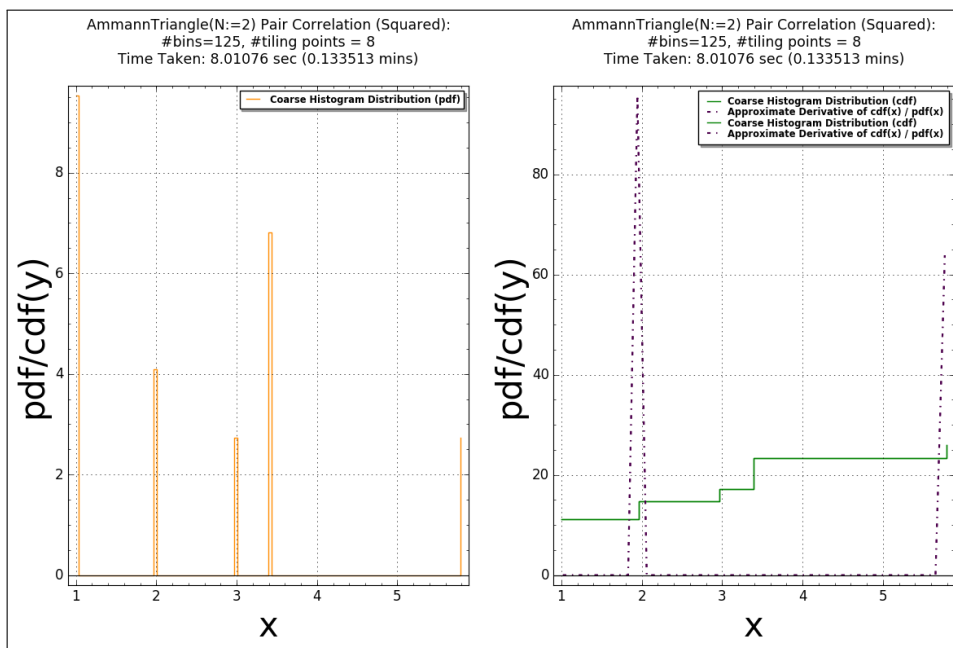 AmmannTriangle(N:=2) Pair Correlation (Squared):
#bins=125, #tiling points = 8
Time Taken: 8.01076 sec (0.133513 mins)
Coarse Histogram Distribution (pdf)
8
6
4
2
0
pdf/cdf(y)
1 2 3 4 5
x
AmmannTriangle(N:=2) Pair Correlation (Squared):
#bins=125, #tiling points = 8
Time Taken: 8.01076 sec (0.133513 mins)
Coarse Histogram Distribution (cdf)
Approximate Derivative of cdf(x) / pdf(x)
Coarse Histogram Distribution (cdf)
Approximate Derivative of cdf(x) / pdf(x)
80
60
40
20
0
pdf/cdf(y)
1 2 3 4 5
x